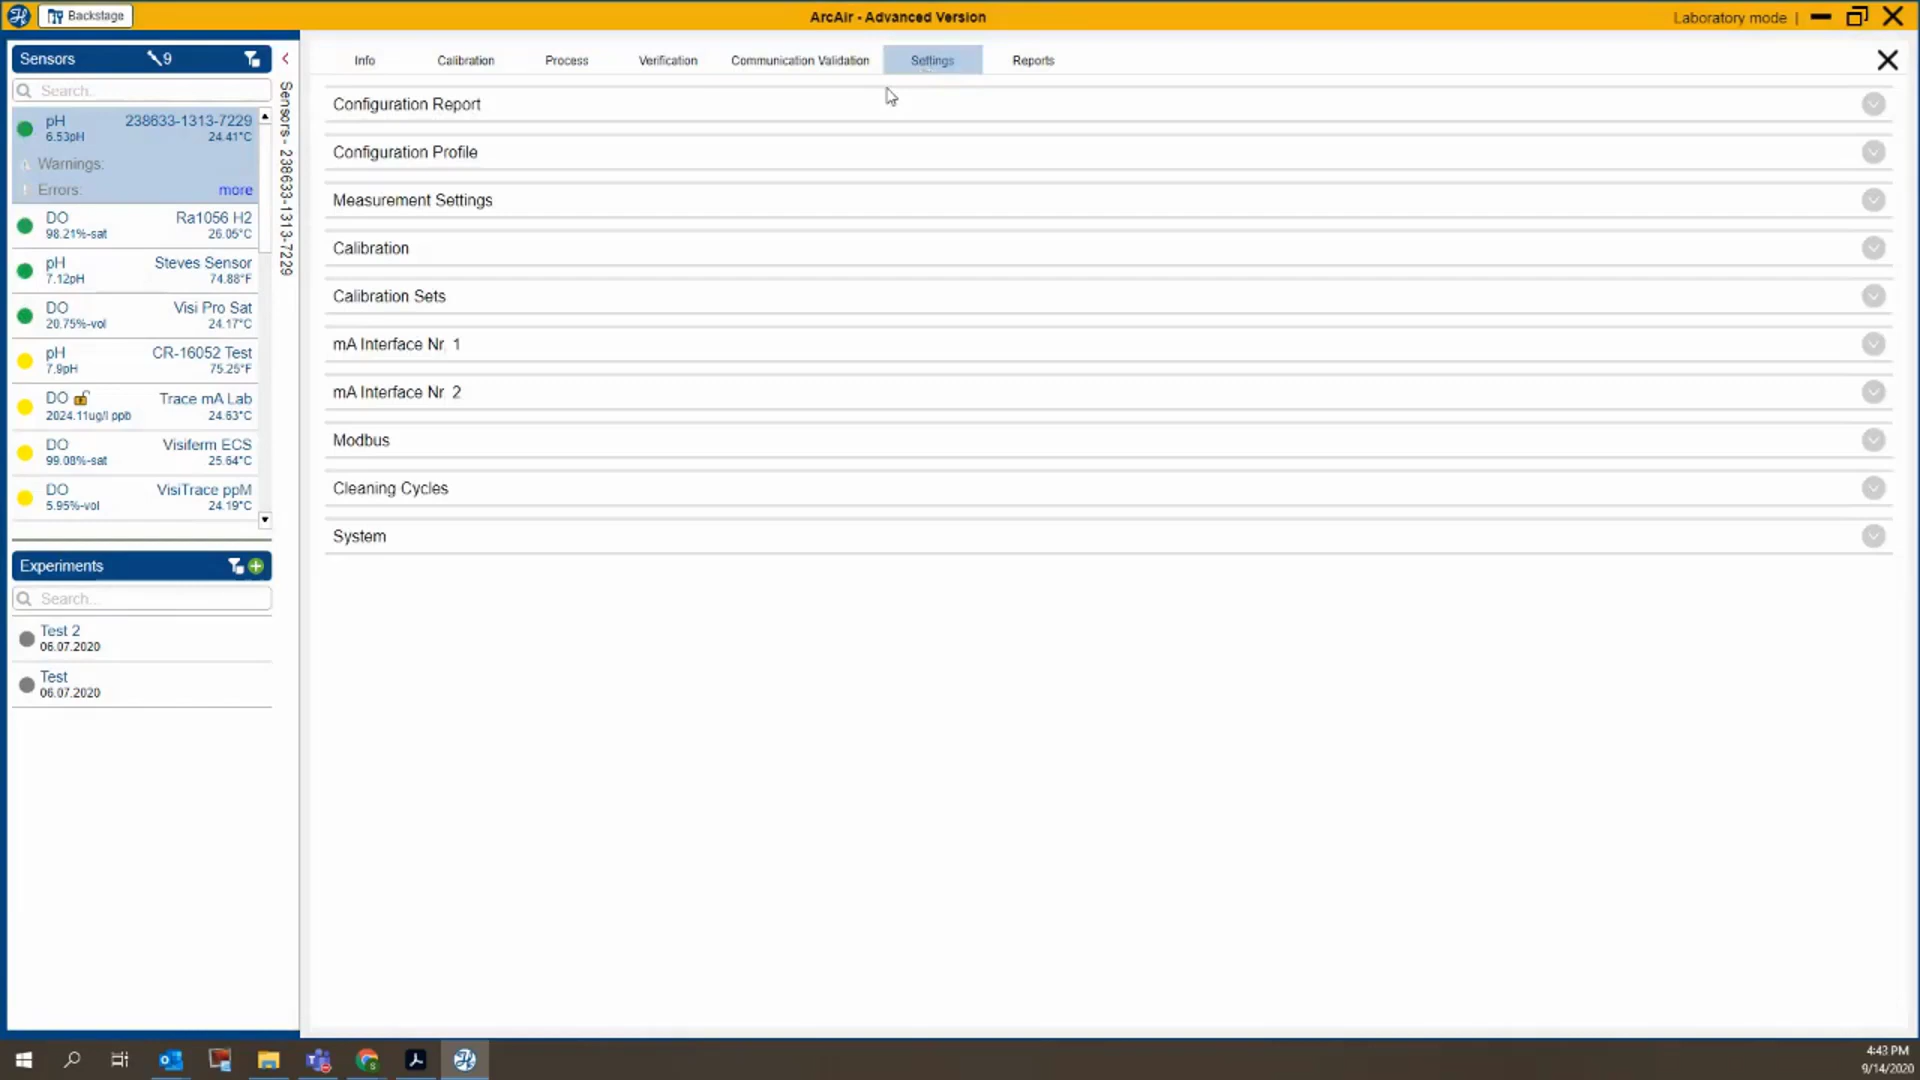 Backstage
ArcAir - Advanced Version
Laboratory mode |
Sensors 9
Search.
pH 238633-1313-7229
6.53pH 24.41°C
Warnings:
Errors: more
DO Ra1056 H2
98.21%-sat 26.05°C
pH Steves Sensor
7.12pH 74.88°F
DO Visi Pro Sat
20.75%-vol 24.17°C
pH CR-16052 Test
7.9pH 75.25°F
DO Trace mA Lab
2024.11ug/l ppb 24.63°C
DO Visiferm ECS
99.08%-sat 25.64°C
DO VisiTrace ppM
5.95%-vol 24.19°C
Experiments
Search...
Test 2
06.07.2020
Test
06.07.2020
Sensors - 238633-1313-7229
Info Calibration Process Verification Communication Validation Settings Reports
Configuration Report
Configuration Profile
Measurement Settings
Calibration
Calibration Sets
mA Interface Nr. 1
mA Interface Nr. 2
Modbus
Cleaning Cycles
System
4:43 PM
9/14/2020